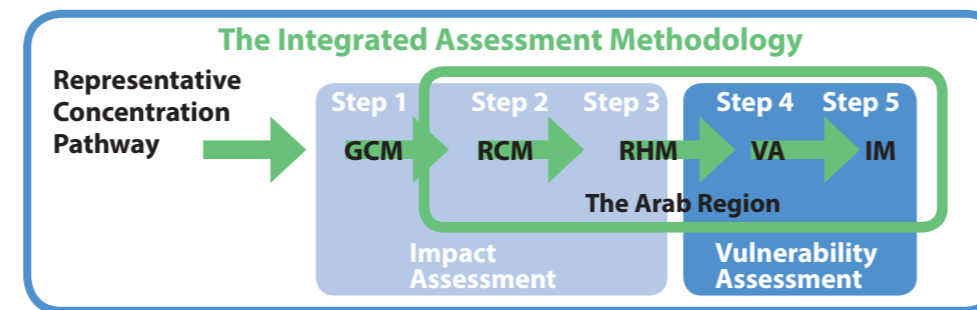 The Integrated Assessment Methodology
Representative
Concentration
Pathway
Step 1 Step 2 Step 3 Step 4 Step 5
GCM RCM RHM VA IM
The Arab Region
Impact
Assessment
Vulnerability
Assessment